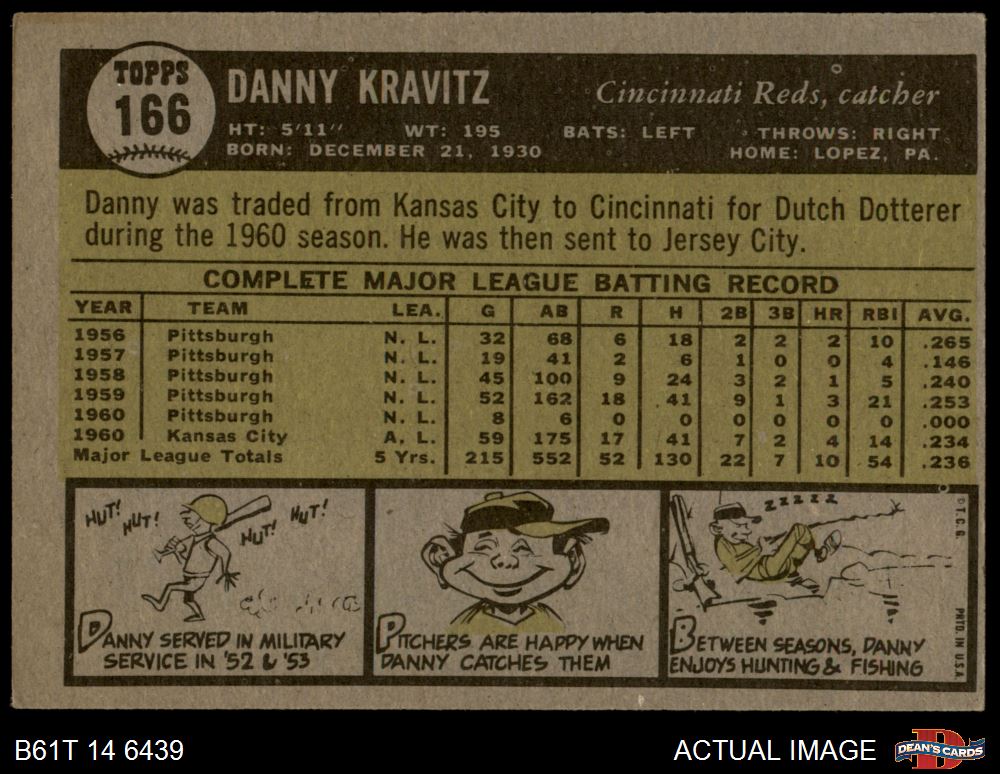 TOPPS
166
DANNY KRAVITZ
Cincinnati Reds, catcher
HT: 5'11" WT: 195 BATS: LEFT THROWS: RIGHT
BORN: DECEMBER 21, 1930 HOME: LOPEZ, PA.
Danny was traded from Kansas City to Cincinnati for Dutch Dotterer
during the 1960 season. He was then sent to Jersey City.
COMPLETE MAJOR LEAGUE BATTING RECORD
YEAR TEAM LEA. G AB R H 2B 3B HR RBI AVG.
1956 Pittsburgh N. L. 32 68 6 18 2 2 2 10 .265
1957 Pittsburgh N. L. 19 41 2 6 1 0 0 4 .146
1958 Pittsburgh N. L. 45 100 9 24 3 2 1 5 .240
1959 Pittsburgh N. L. 52 162 18 41 9 1 3 21 .253
1960 Pittsburgh N. L. 8 6 0 0 0 0 0 0 .000
1960 Kansas City A. L. 59 175 17 41 7 2 4 14 .234
Major League Totals 5 Yrs. 215 552 52 130 22 7 10 54 .236
HUT! HUT! HUT! HUT!
DANNY SERVED IN MILITARY
SERVICE IN '52 & '53
PITCHERS ARE HAPPY WHEN
DANNY CATCHES THEM
ZZZZZ
BETWEEN SEASONS, DANNY
ENJOYS HUNTING & FISHING
© T.C.G.
PRTD. IN U.S.A.
B61T 14 6439
ACTUAL IMAGE
D
DEAN'S CARDS